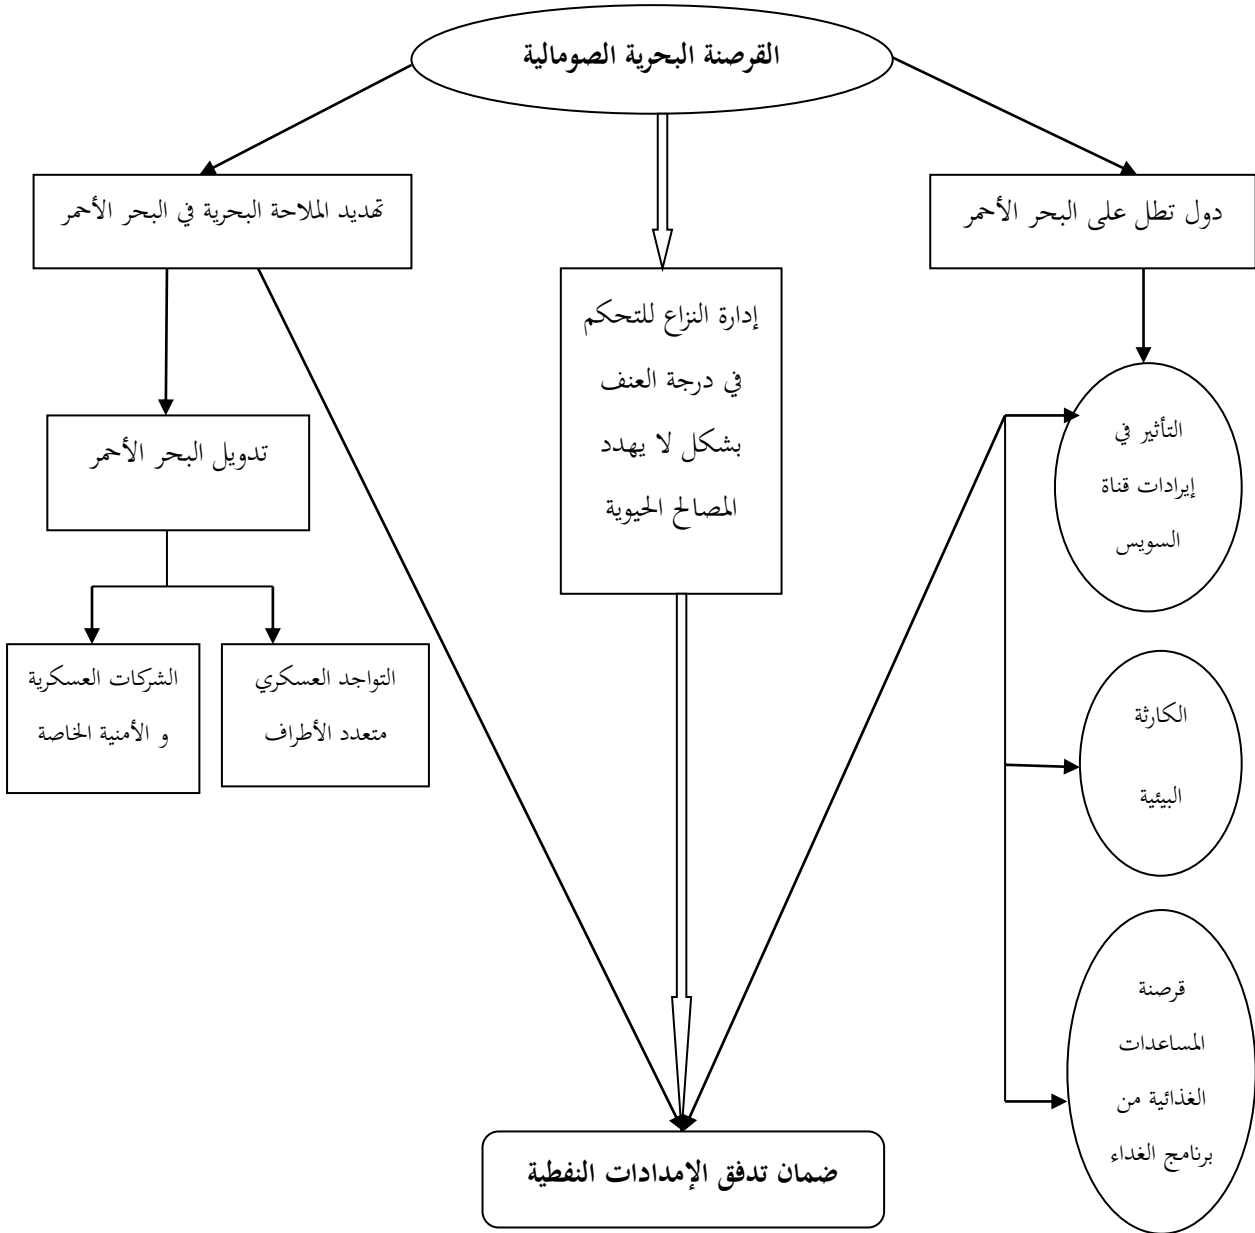 القرصنة البحرية الصومالية
دول تطل على البحر الأحمر
تهديد الملاحة البحرية في البحر الأحمر
إدارة النزاع للتحكم
في درجة العنف
بشكل لا يهدد
المصالح الحيوية
التأثير في
إيرادات قناة
السويس
تدويل البحر الأحمر
التواجد العسكري
متعدد الأطراف
الشركات العسكرية
و الأمنية الخاصة
الكارثة
البيئية
قرصنة
المساعدات
الغذائية من
برنامج الغداء
ضمان تدفق الإمدادات النفطية